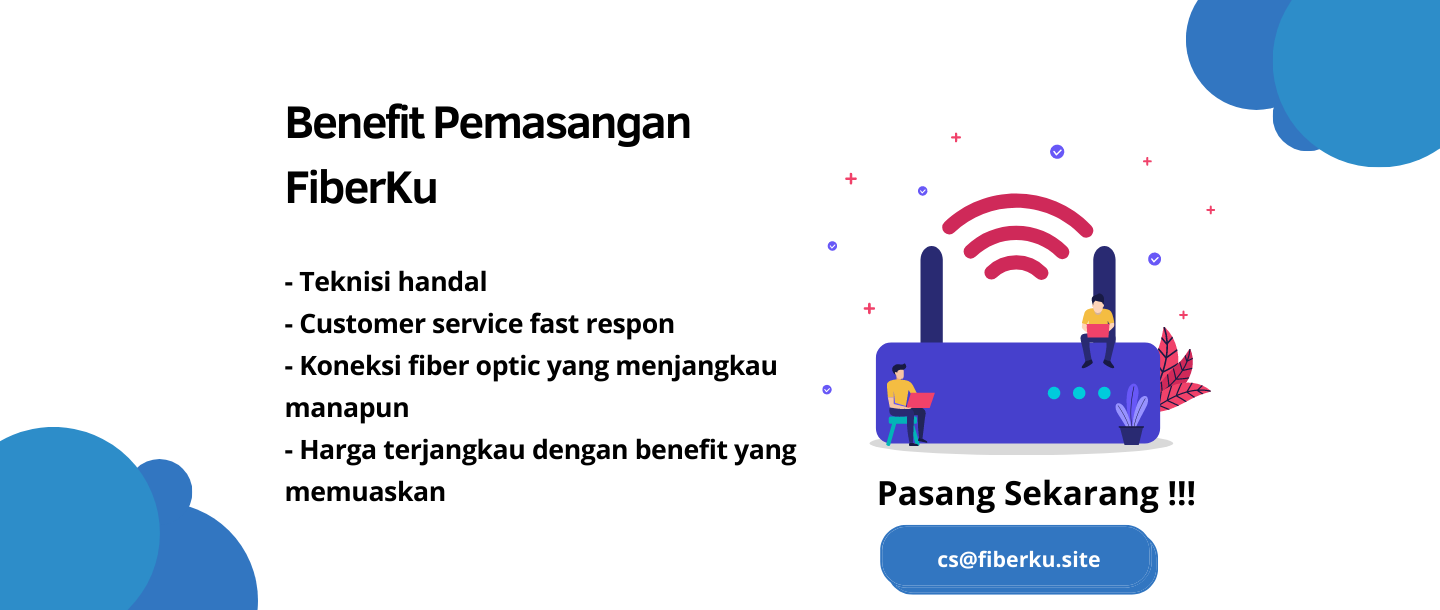 Benefit Pemasangan
FiberKu
- Teknisi handal
- Customer service fast respon
- Koneksi fiber optic yang menjangkau
manapun
- Harga terjangkau dengan benefit yang
memuaskan
Pasang Sekarang !!!
cs@fiberku.site